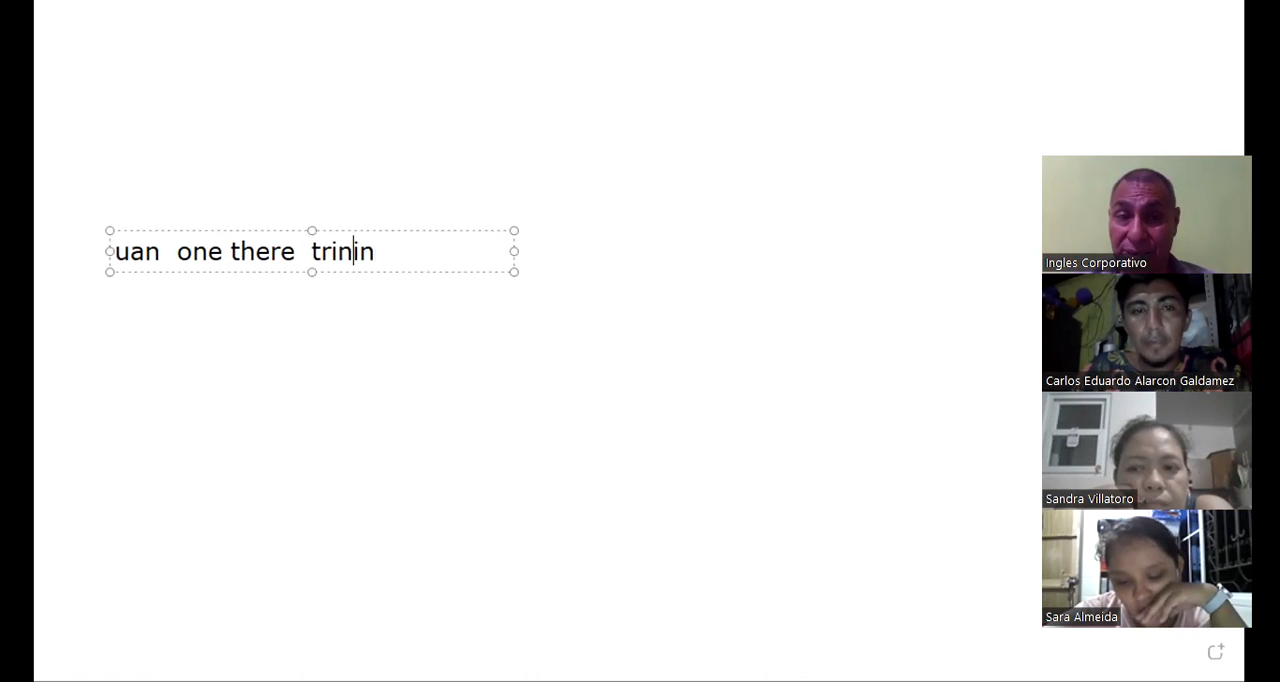 uan one there trinin
Ingles Corporativo
Carlos Eduardo Alarcon Galdamez
Sandra Villatoro
Sara Almeida